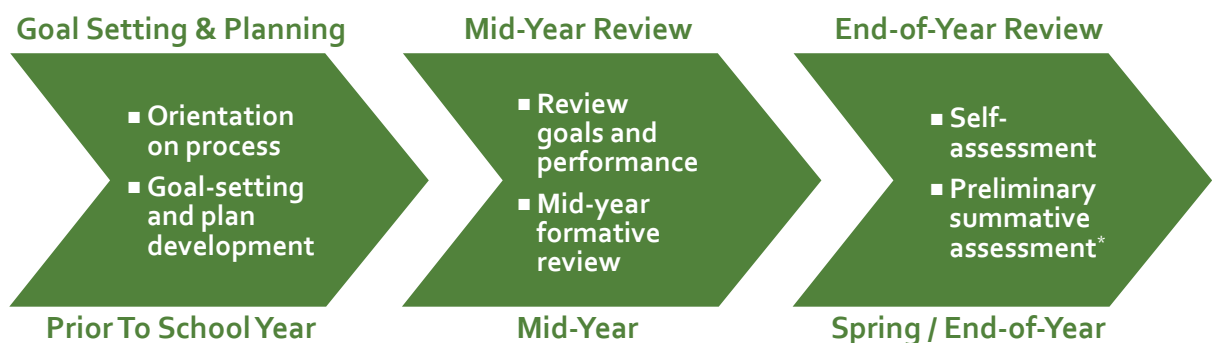 Goal Setting & Planning
■ Orientation
on process
■ Goal-setting
and plan
development
Prior To School Year
Mid-Year Review
■ Review
goals and
performance
■ Mid-year
formative
review
Mid-Year
End-of-Year Review
■ Self-
assessment
■ Preliminary
summative
assessment*
Spring / End-of-Year